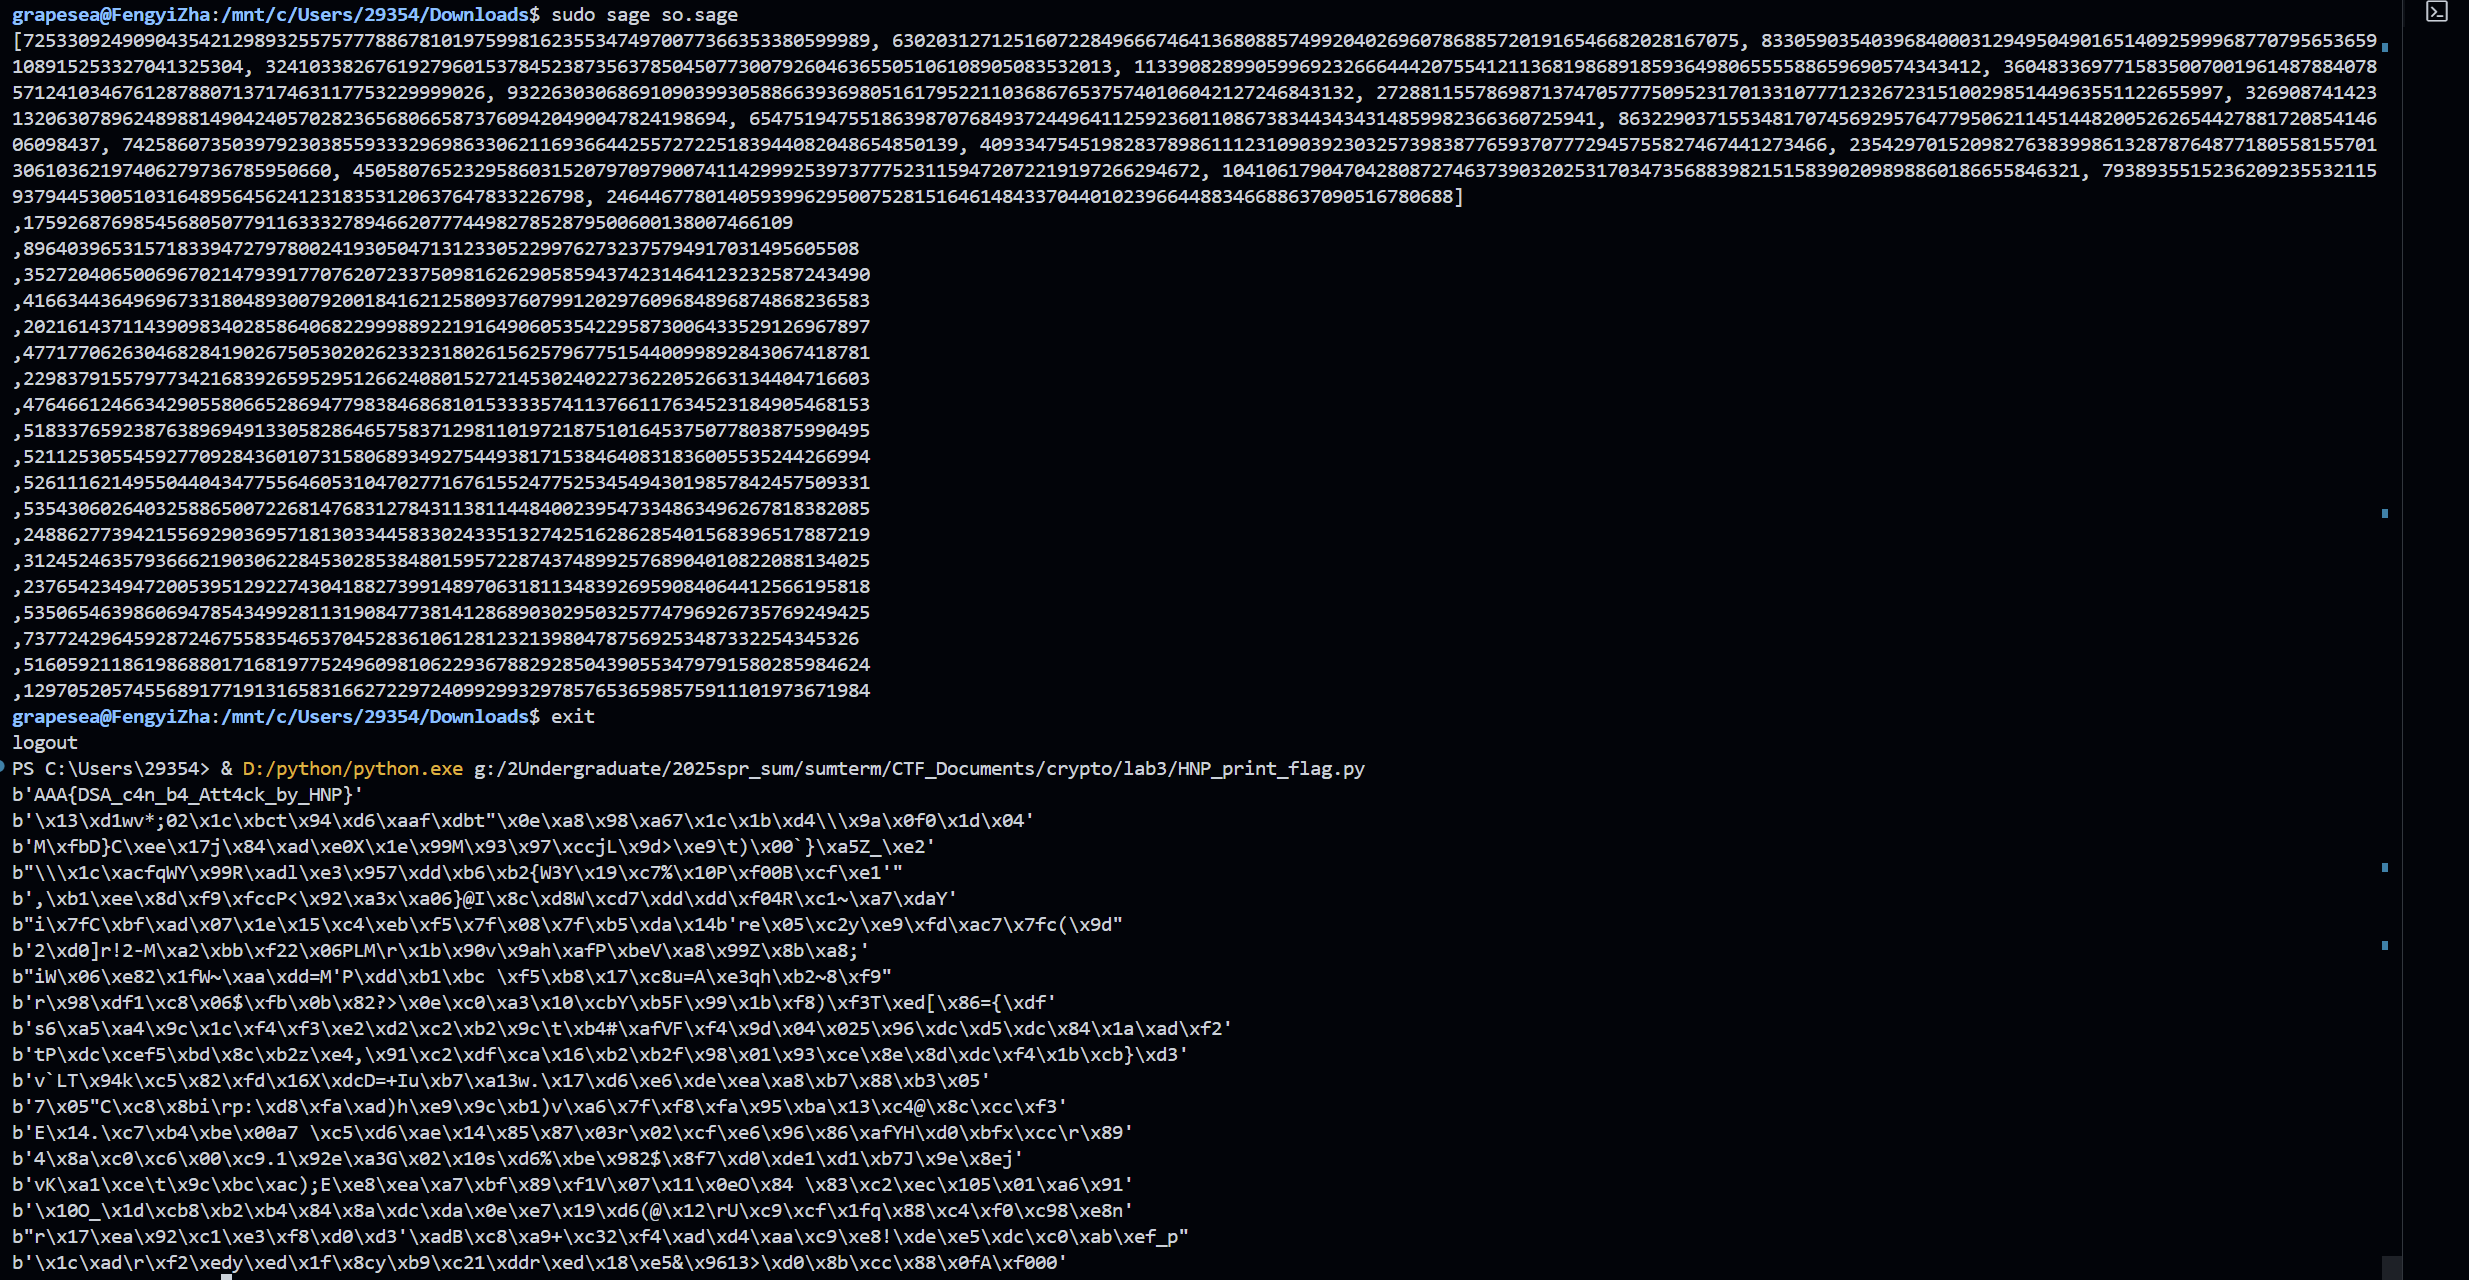 grapesea@FengyiZha:/mnt/c/Users/29354/Downloads$ sudo sage so.sage
[72533092490904354212989325575777886781019759981623553474970077366353380599989, 63020312712516072284966674641368088574992040269607868857201916546682028167075, 83305903540396840003129495049016514092599968770795653659
1089152533270413253​04, 32410338267619279601537845238735637850450773007926046365505106108905083532013, 11339082899059969232666444207554121136819868918593649806555588659690574343412, 3604833697715835007001961487884078
5712410346761287880713717463117753229999026, 93226303068691090399305886639369805161795221103686765375740106042127246843132, 27288115578698713747057775095231701331077712326723151002985144963551122655997, 326908741423
13206307896248988149042405702823656806658737609420490047824198694, 65475194755186398707684937244964112592360110867383443434314859982366360725941, 863229037155348170745692957647795062114514482005262654427881720854146
06098437, 74258607350397923038559333296986330621169366442557272251839440820486548501​39, 40933475451982837898611123109039230325739838776593707772945755827467441273466, 235429701520982763839986132878764877180558155701
306103621974062797367859506​60, 45058076523295860315207970979007411429992539737775231159472072219197266294672, 104106179047042808727463739032025317034735688398215158390209898860186655846321, 79389355152362092355​32115
93794453005103164895645624123183531206376478332​26798, 24644677801405939962950075281516461484337044010239664488346688637090516780688]
,175926876985456805077911633327894662077744982785287950600138007466109
,8964039653157183394727978002419305047131233052299762732375794917031495605508
,35272040650069670214793917707620723375098162629058594374231464123232587243490
,41663443649696733180489300792001841621258093760799120297609684896874868236583
,20216143711439098340285864068229998892219164906053542295873006433529126967897
,47717706263046828419026750530202623323180261562579677515440099892843067418781
,22983791557977342168392659529512662408015272145302402273622052663134404716603
,47646612466342905580665286947798384686810153333574113766117634523184905468153
,51833765923876389694913305828646575837129811019721875101645375077803875990495
,52112530554592770928436010731580689349275449381715384640831836005535244266994
,52611162149550440434775564605310470277167615524775253454943019857842457509331
,53543060264032588650072268147683127843113811448400239547334863496267818382085
,24886277394215569290369571813033445833024335132742516286285401568396517887219
,31245246357936662190306228453028538480159572287437489925768904010822088134025
,23765423494720053951292274304188273991489706318113483926959084064412566195818
,53506546398606947854349928113190847738141286890302950325774796926735769249425
,7377242964592872467558354653704528361061281232139804787569253487332254345326
,51605921186198688017168197752496098106229367882928504390553479791580285984624
,12970520574556891771913165831662722972409929932978576536598575911101973671984
grapesea@FengyiZha:/mnt/c/Users/29354/Downloads$ exit
logout
PS C:\Users\29354> & D:/python/python.exe g:/2Undergraduate/2025spr_sum/sumterm/CTF_Documents/crypto/lab3/HNP_print_flag.py
b'AAA{DSA_c4n_b4_Att4ck_by_HNP}'
b'\x13\xd1wv*;02\x1c\xbct\x94\xd6\xaaf\xdbt"\x0e\xa8\x98\xa67\x1c\x1b\xd4\\\x9a\x0f0\x1d\x04'
b'M\xfbD}C\xee\x17j\x84\xad\xe0X\x1e\x99M\x93\x97\xccjL\x9d>\xe9\t)\x00`}\xa5Z_\xe2'
b"\\\x1c\xacfqWY\x99R\xadl\xe3\x957\xdd\xb6\xb2{W3Y\x19\xc7%\x10P\xf00B\xcf\xe1'"
b',\xb1\xee\x8d\xf9\xfccP<\x92\xa3x\xa06}@I\x8c\xd8W\xcd7\xdd\xdd\xf04R\xc1~\xa7\xdaY'
b"i\x7fC\xbf\xad\x07\x1e\x15\xc4\xeb\xf5\x7f\x08\x7f\xb5\xda\x14b're\x05\xc2y\xe9\xfd\xac7\x7fc(\x9d"
b'2\xd0]r!2-M\xa2\xbb\xf22\x06PLM\r\x1b\x90v\x9ah\xafP\xbeV\xa8\x99Z\x8b\xa8;'
b"iW\x06\xe82\x1fW~\xaa\xdd=M'P\xdd\xb1\xbc \xf5\xb8\x17\xc8u=A\xe3qh\xb2~8\xf9"
b'r\x98\xdf1\xc8\x06$\xfb\x0b\x82?>\x0e\xc0\xa3\x10\xcbY\xb5F\x99\x1b\xf8)\xf3T\xed[\x86={\xdf'
b's6\xa5\xa4\x9c\x1c\xf4\xf3\xe2\xd2\xc2\xb2\x9c\t\xb4#\xafVF\xf4\x9d\x04\x025\x96\xdc\xd5\xdc\x84\x1a\xad\xf2'
b'tP\xdc\xcef5\xbd\x8c\xb2z\xe4,\x91\xc2\xdf\xca\x16\xb2\xb2f\x98\x01\x93\xce\x8e\x8d\xdc\xf4\x1b\xcb}\xd3'
b'v`LT\x94k\xc5\x82\xfd\x16X\xdcD=+Iu\xb7\xa13w.\x17\xd6\xe6\xde\xea\xa8\xb7\x88\xb3\x05'
b'7\x05"C\xc8\x8bi\rp:\xd8\xfa\xad)h\xe9\x9c\xb1)v\xa6\x7f\xf8\xfa\x95\xba\x13\xc4@\x8c\xcc\xf3'
b'E\x14.\xc7\xb4\xbe\x00a7 \xc5\xd6\xae\x14\x85\x87\x03r\x02\xcf\xe6\x96\x86\xafYH\xd0\xbfx\xcc\r\x89'
b'4\x8a\xc0\xc6\x00\xc9.1\x92e\xa3G\x02\x10s\xd6%\xbe\x982$\x8f7\xd0\xde1\xd1\xb7J\x9e\x8ej'
b'vK\xa1\xce\t\x9c\xbc\xac);E\xe8\xea\xa7\xbf\x89\xf1V\x07\x11\x0eO\x84 \x83\xc2\xec\x105\x01\xa6\x91'
b'\x10O_\x1d\xcb8\xb2\xb4\x84\x8a\xdc\xda\x0e\xe7\x19\xd6(@\x12\rU\xc9\xcf\x1fq\x88\xc4\xf0\xc98\xe8n'
b"r\x17\xea\x92\xc1\xe3\xf8\xd0\xd3'\xadB\xc8\xa9+\xc32\xf4\xad\xd4\xaa\xc9\xe8!\xde\xe5\xdc\xc0\xab\xef_p"
b'\x1c\xad\r\xf2\xedy\xed\x1f\x8cy\xb9\xc21\xddr\xed\x18\xe5&\x9613>\xd0\x8b\xcc\x88\x0fA\xf000'